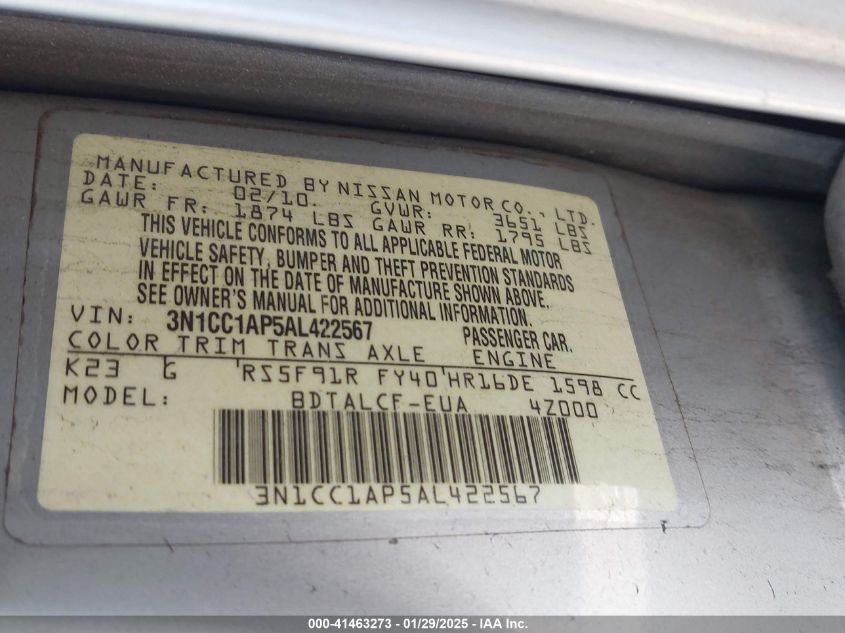 MANUFACTURED BY NISSAN MOTOR CO., LTD.
DATE: 02/10. GVWR: 3651 LBS
GAWR FR: 1874 LBS GAWR RR: 1795 LBS
THIS VEHICLE CONFORMS TO ALL APPLICABLE FEDERAL MOTOR
VEHICLE SAFETY, BUMPER AND THEFT PREVENTION STANDARDS
IN EFFECT ON THE DATE OF MANUFACTURE SHOWN ABOVE.
SEE OWNER'S MANUAL FOR ADDITIONAL INFORMATION.
VIN: 3N1CC1AP5AL422567 PASSENGER CAR.
COLOR TRIM TRANS AXLE ENGINE
K23 G RS5F91R FY40 HR16DE 1598 CC
MODEL: BDTALCF-EUA 4Z000
3N1CC1AP5AL422567
000-41463273 - 01/29/2025 - IAA Inc.